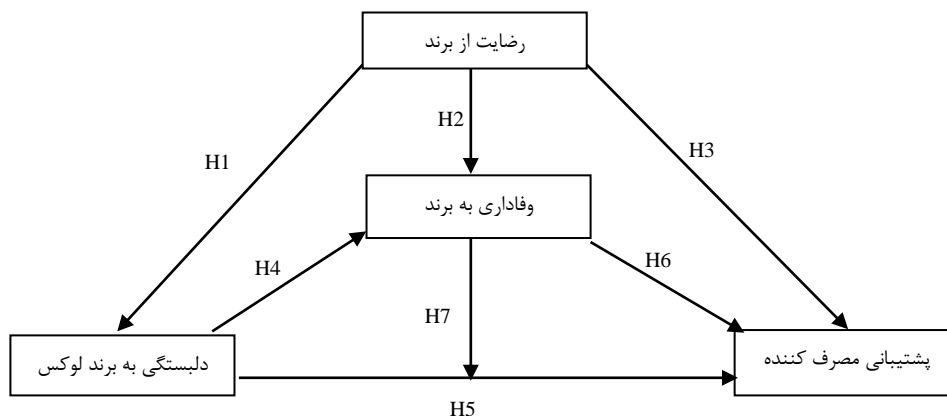 رضایت از برند
H2
H3
H1
وفاداری به برند
H4
H6
H7
دلبستگی به برند لوکس
پشتیبانی مصرف کننده
H5